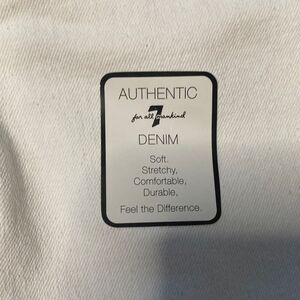 AUTHENTIC
7
for all mankind
DENIM
Soft.
Stretchy,
Comfortable,
Durable,
Feel the Difference.